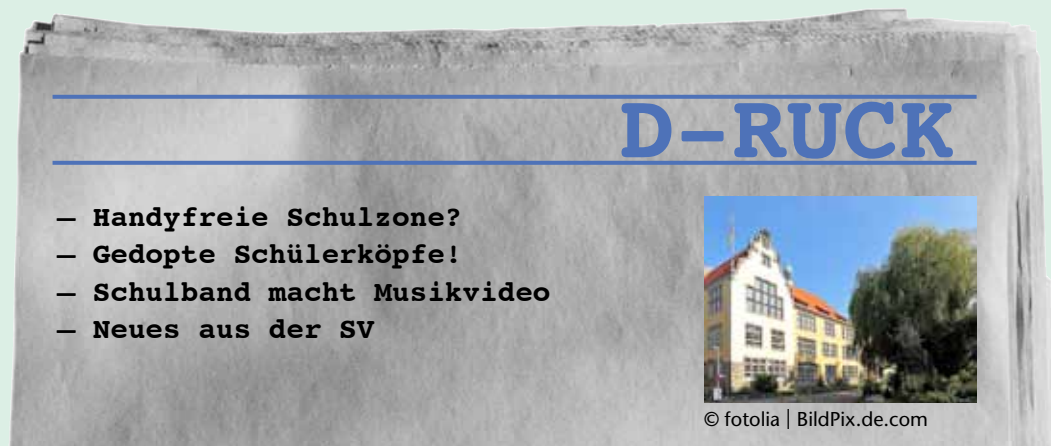 D–RUCK
– Handyfreie Schulzone?
– Gedopte Schülerköpfe!
– Schulband macht Musikvideo
– Neues aus der SV
© fotolia | BildPix.de.com